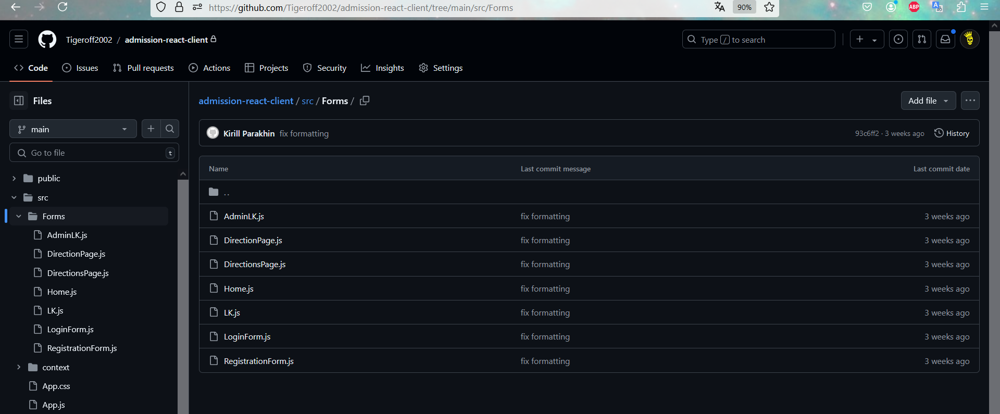 https://github.com/Tigeroff2002/admission-react-client/tree/main/src/Forms
90%
ABP
Tigeroff2002 / admission-react-client
Type / to search
Code
Issues
Pull requests
Actions
Projects
Security
Insights
Settings
Files
main
Go to file
t
public
src
Forms
AdminLK.js
DirectionPage.js
DirectionsPage.js
Home.js
LK.js
LoginForm.js
RegistrationForm.js
context
App.css
App.js
admission-react-client / src / Forms /
Add file
Kirill Parakhin fix formatting
93c6ff2 · 3 weeks ago
History
Name Last commit message Last commit date
..
AdminLK.js fix formatting 3 weeks ago
DirectionPage.js fix formatting 3 weeks ago
DirectionsPage.js fix formatting 3 weeks ago
Home.js fix formatting 3 weeks ago
LK.js fix formatting 3 weeks ago
LoginForm.js fix formatting 3 weeks ago
RegistrationForm.js fix formatting 3 weeks ago